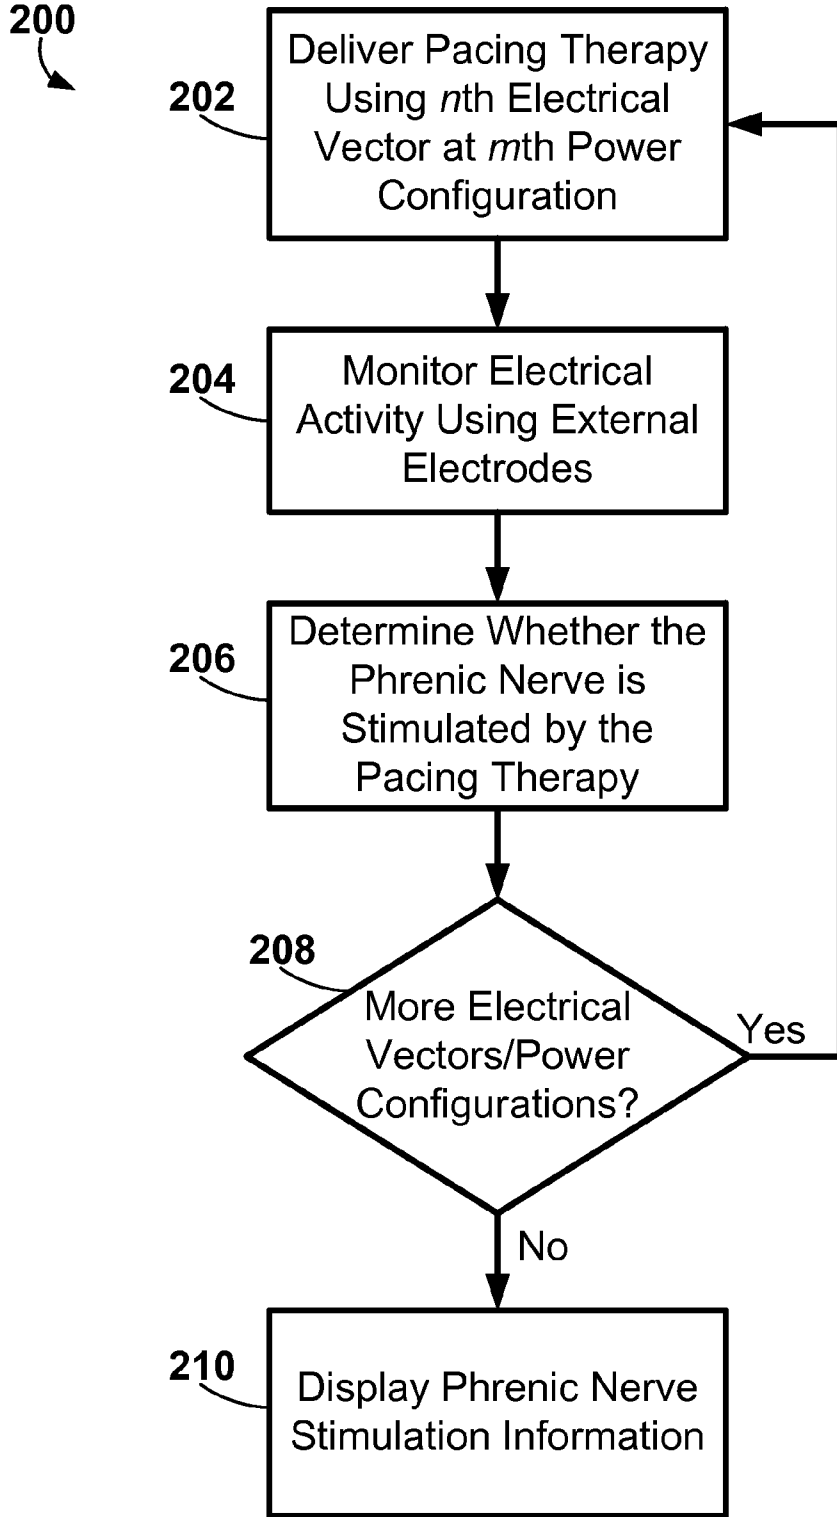 200
202
Deliver Pacing Therapy
Using nth Electrical
Vector at mth Power
Configuration
204
Monitor Electrical
Activity Using External
Electrodes
206
Determine Whether the
Phrenic Nerve is
Stimulated by the
Pacing Therapy
208
More Electrical
Vectors/Power
Configurations?
Yes
No
210
Display Phrenic Nerve
Stimulation Information